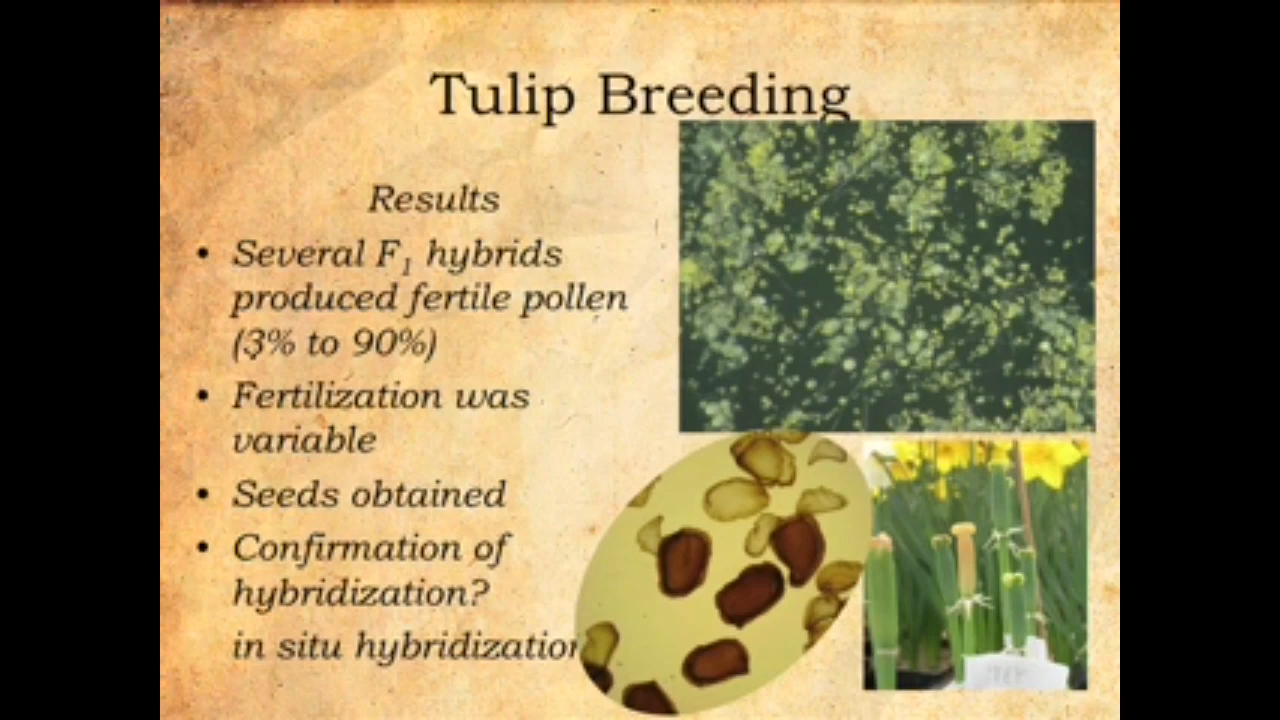 Tulip Breeding
Results
• Several F₁ hybrids
produced fertile pollen
(3% to 90%)
• Fertilization was
variable
• Seeds obtained
• Confirmation of
hybridization?
in situ hybridization